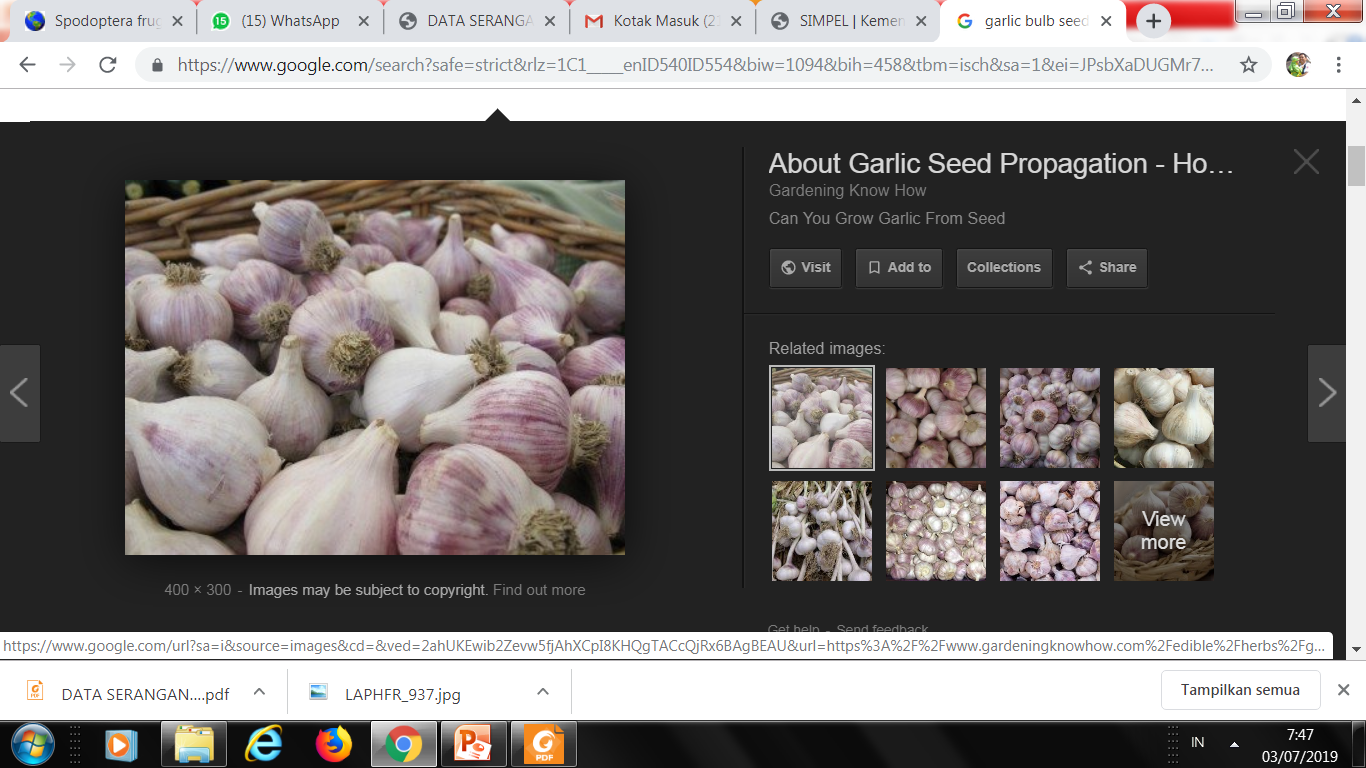 Spodoptera frug
(15) WhatsApp
DATA SERANGA
Kotak Masuk (2
SIMPEL | Kemen
garlic bulb seed
https://www.google.com/search?safe=strict&rlz=1C1____enID540ID554&biw=1094&bih=458&tbm=isch&sa=1&ei=JPsbXaDUGMr7...
About Garlic Seed Propagation - Ho...
Gardening Know How
Can You Grow Garlic From Seed
Visit
Add to
Collections
Share
Related images:
View
more
400 × 300 - Images may be subject to copyright. Find out more
Get help - Send feedback
https://www.google.com/url?sa=i&source=images&cd=&ved=2ahUKEwib2Zevw5fjAhXCpI8KHQgTACcQjRx6BAgBEAU&url=https%3A%2F%2Fwww.gardeningknowhow.com%2Fedible%2Fherbs%2Fg...
DATA SERANGAN....pdf
LAPHFR_937.jpg
Tampilkan semua
IN
7:47
03/07/2019